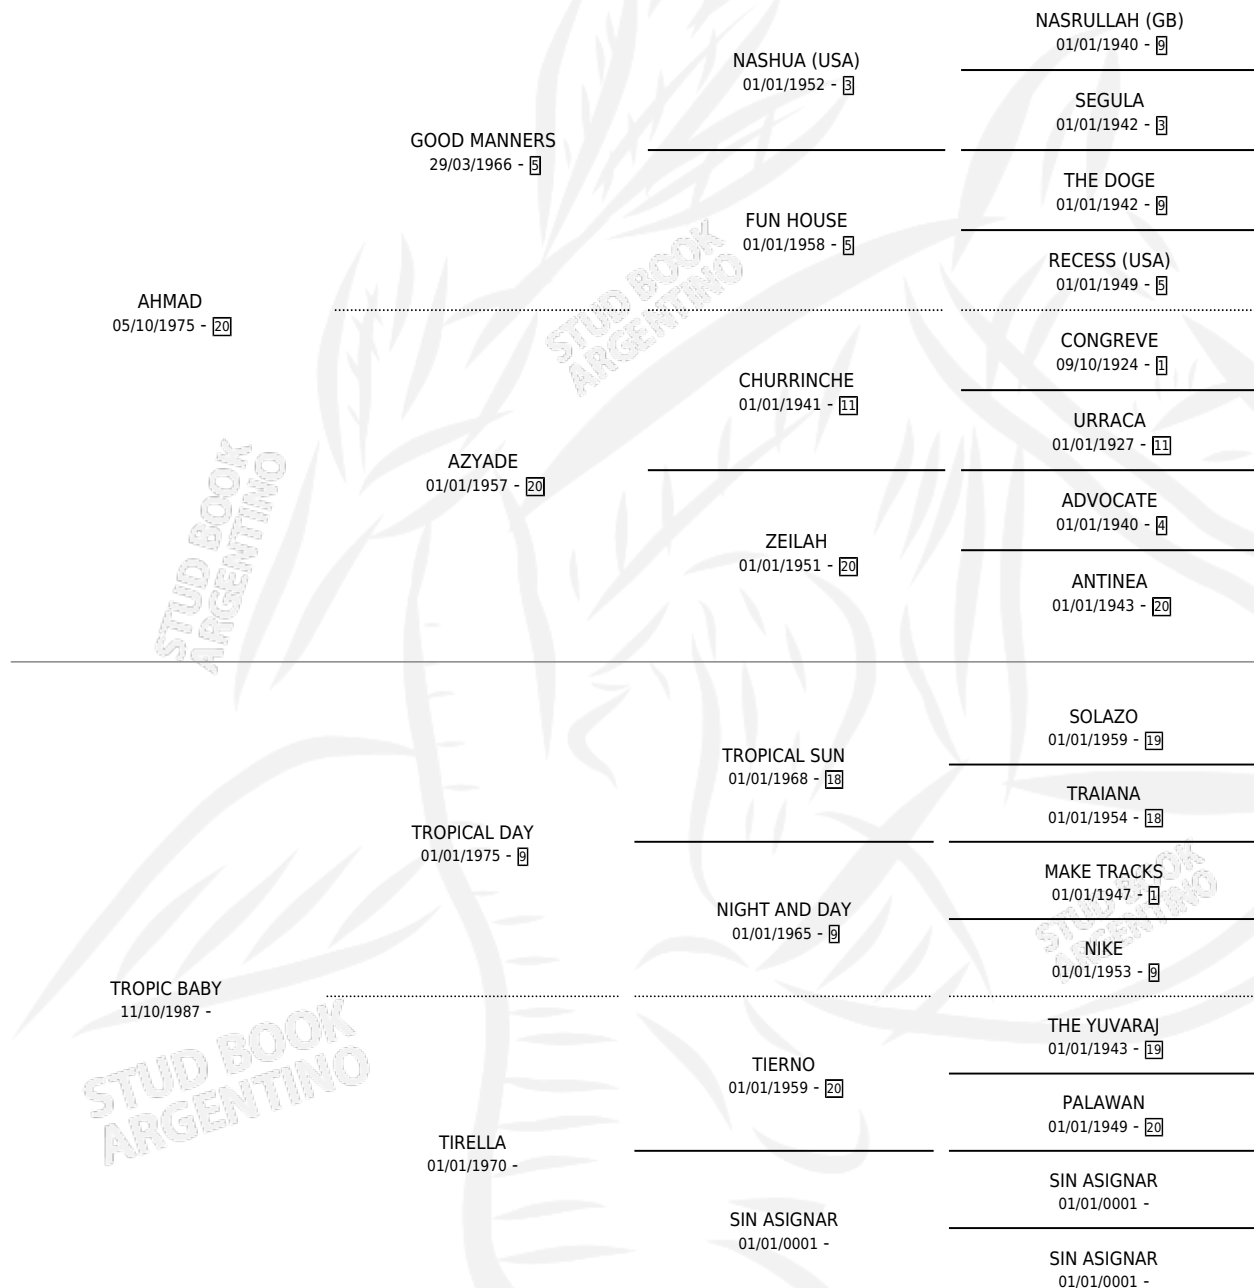 NASRULLAH (GB)
01/01/1940 - 9
NASHUA (USA)
01/01/1952 - 3
SEGULA
01/01/1942 - 3
GOOD MANNERS
29/03/1966 - 5
THE DOGE
01/01/1942 - 9
FUN HOUSE
01/01/1958 - 5
RECESS (USA)
01/01/1949 - 5
AHMAD
05/10/1975 - 20
CONGREVE
09/10/1924 - 1
CHURRINCHE
01/01/1941 - 11
URRACA
01/01/1927 - 11
AZYADE
01/01/1957 - 20
ADVOCATE
01/01/1940 - 4
ZEILAH
01/01/1951 - 20
ANTINEA
01/01/1943 - 20
SOLAZO
01/01/1959 - 19
TROPICAL SUN
01/01/1968 - 18
TRAIANA
01/01/1954 - 18
TROPICAL DAY
01/01/1975 - 9
MAKE TRACKS
01/01/1947 - 1
NIGHT AND DAY
01/01/1965 - 9
NIKE
01/01/1953 - 9
TROPIC BABY
11/10/1987 -
THE YUVARAJ
01/01/1943 - 19
TIERNO
01/01/1959 - 20
PALAWAN
01/01/1949 - 20
TIRELLA
01/01/1970 -
SIN ASIGNAR
01/01/0001 -
SIN ASIGNAR
01/01/0001 -
SIN ASIGNAR
01/01/0001 -
STUD BOOK
ARGENTINO
STUD BOOK
ARGENTINO
STUD BOOK
ARGENTINO
STUD BOOK
ARGENTINO